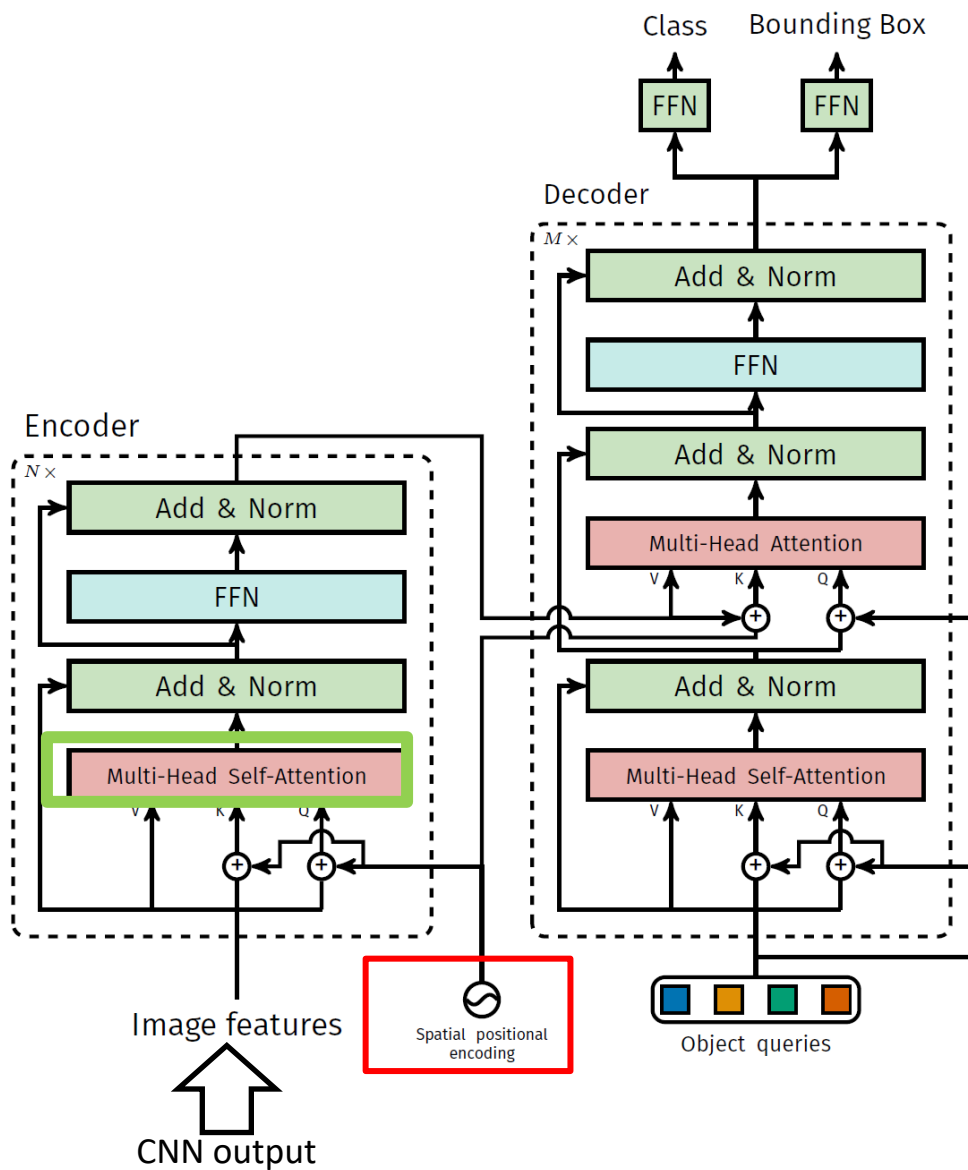 Class
Bounding Box
FFN
FFN
Decoder
M ×
Add & Norm
FFN
Add & Norm
Multi-Head Attention
V
K
Q
+
+
Add & Norm
Multi-Head Self-Attention
V
K
Q
+
+
Object queries
Encoder
N ×
Add & Norm
FFN
Add & Norm
Multi-Head Self-Attention
V
K
Q
+
+
Spatial positional
encoding
Image features
CNN output